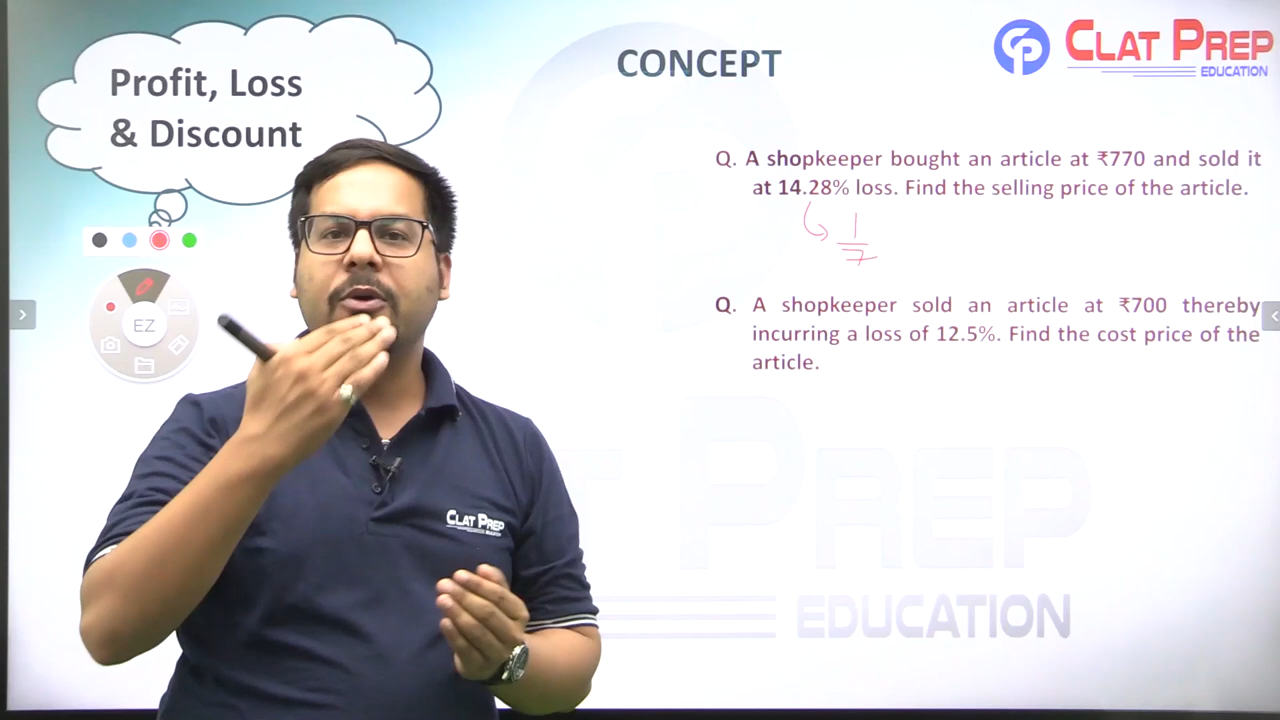 Profit, Loss
& Discount
CONCEPT
CLAT PREP
EDUCATION
Q. A shopkeeper bought an article at ₹770 and sold it
at 14.28% loss. Find the selling price of the article.
1
7
Q. A shopkeeper sold an article at ₹700 thereby
incurring a loss of 12.5%. Find the cost price of the
article.
EZ
CLAT PREP
PREP
EDUCATION